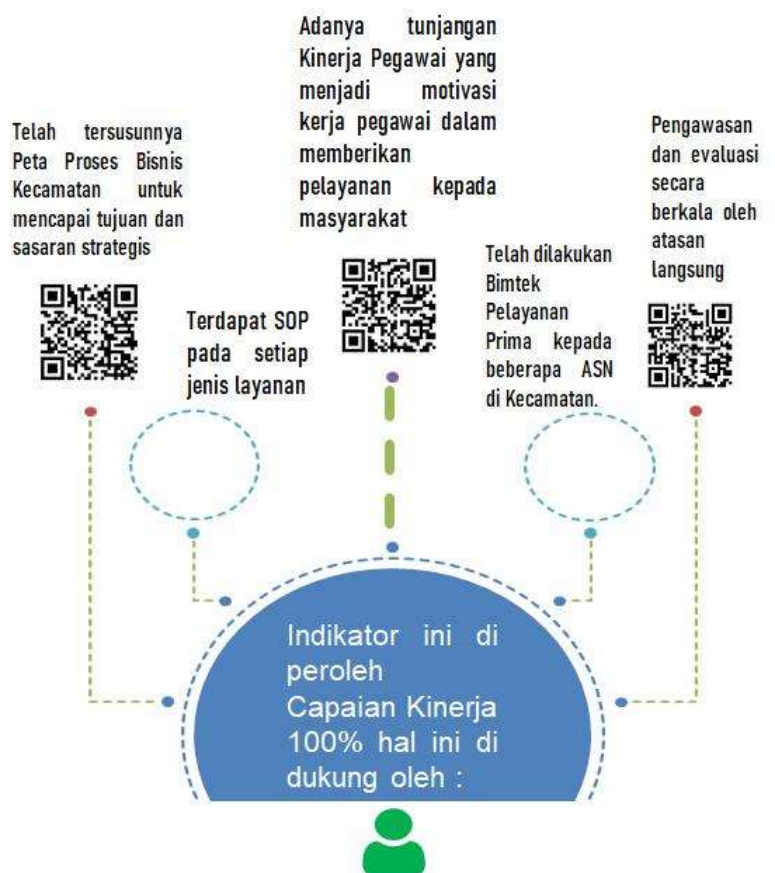 Telah tersusunnya
Peta Proses Bisnis
Kecamatan untuk
mencapai tujuan dan
sasaran strategis
Terdapat SOP
pada setiap
jenis layanan
Adanya tunjangan
Kinerja Pegawai yang
menjadi motivasi
kerja pegawai dalam
memberikan
pelayanan kepada
masyarakat
Telah dilakukan
Bimtek
Pelayanan
Prima kepada
beberapa ASN
di Kecamatan.
Pengawasan
dan evaluasi
secara
berkala oleh
atasan
langsung
Indikator ini di
peroleh
Capaian Kinerja
100% hal ini di
dukung oleh :